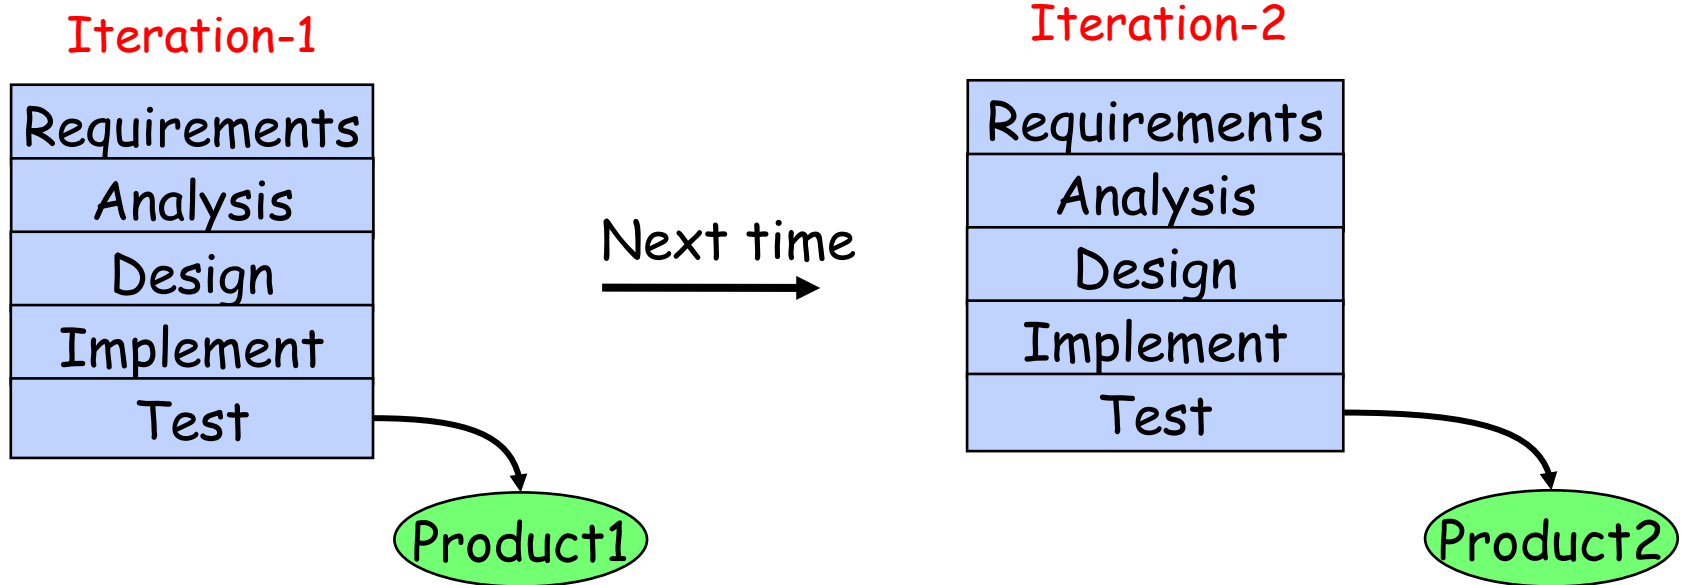 Iteration-1
Requirements
Analysis
Design
Implement
Test
Product1
Next time
Iteration-2
Requirements
Analysis
Design
Implement
Test
Product2